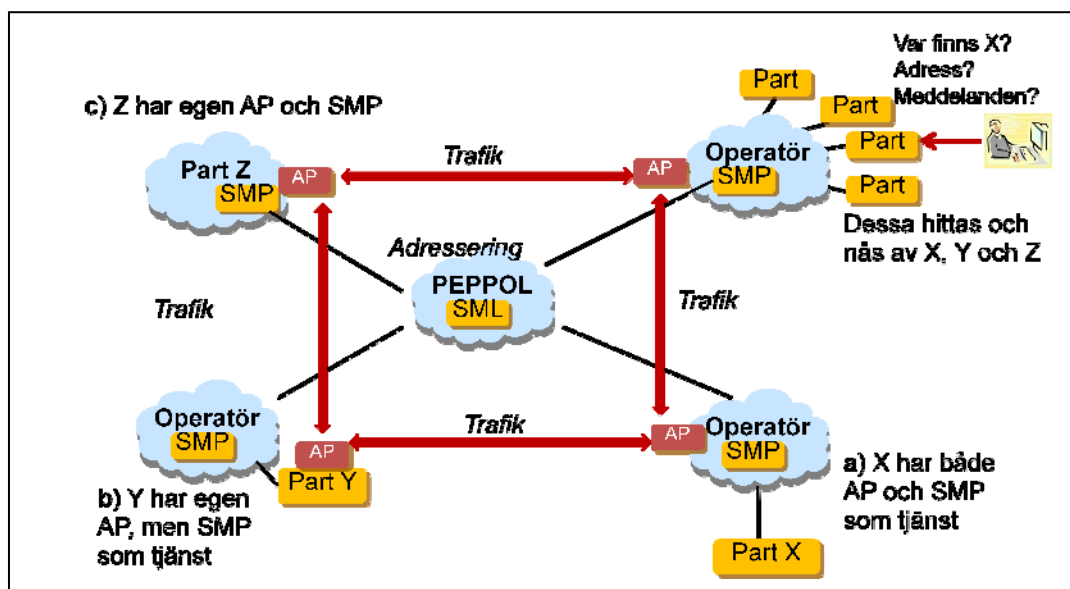 Var finns X?
Adress?
Meddelanden?
c) Z har egen AP och SMP
Part
Part
Part
Part
Operatör
SMP
AP
Trafik
Part Z
SMP
AP
Dessa hittas och
nås av X, Y och Z
Adressering
PEPPOL
SML
Trafik
Trafik
Operatör
SMP
AP
Part Y
Trafik
AP
Operatör
SMP
b) Y har egen
AP, men SMP
som tjänst
a) X har både
AP och SMP
som tjänst
Part X